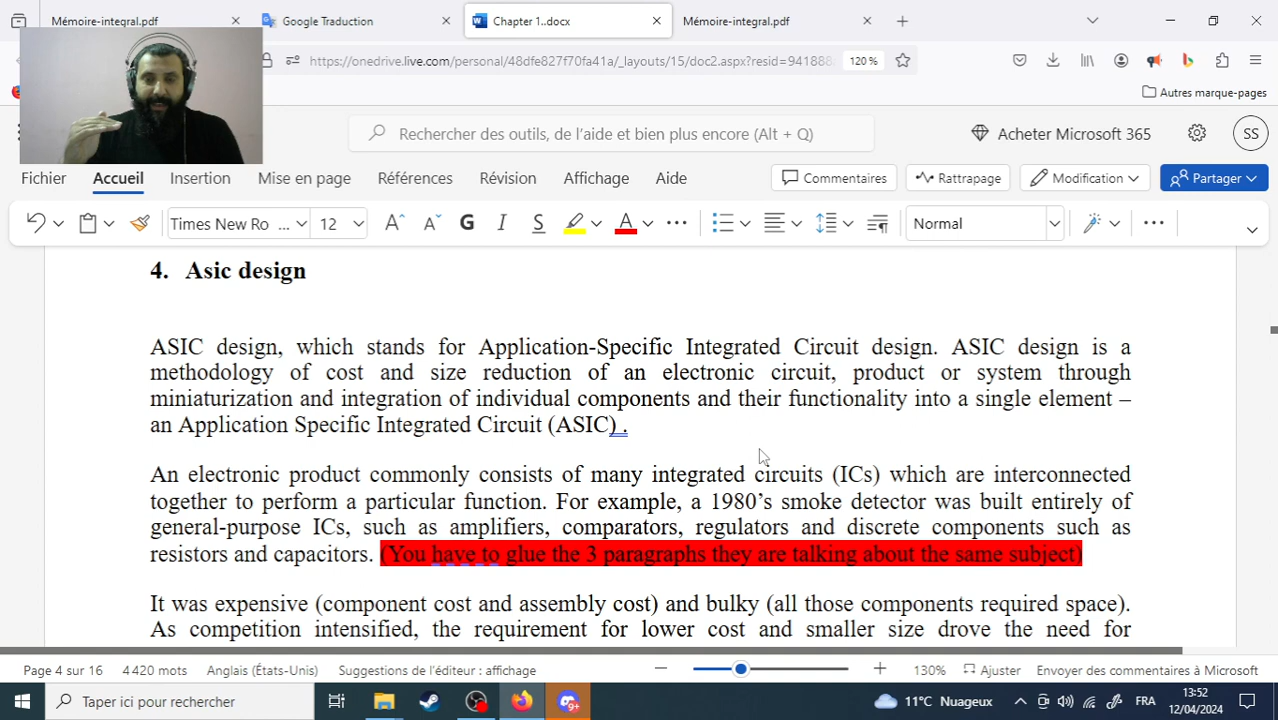 Mémoire-integral.pdf
Google Traduction
Chapter 1..docx
Mémoire-integral.pdf
https://onedrive.live.com/personal/48dfe827f70fa41a/_layouts/15/doc2.aspx?resid=941888
120 %
Autres marque-pages
Rechercher des outils, de l'aide et bien plus encore (Alt + Q)
Acheter Microsoft 365
SS
Fichier Accueil Insertion Mise en page Références Révision Affichage Aide
Commentaires Rattrapage Modification Partager
Times New Ro ... 12 G I S A Normal
4. Asic design
ASIC design, which stands for Application-Specific Integrated Circuit design. ASIC design is a
methodology of cost and size reduction of an electronic circuit, product or system through
miniaturization and integration of individual components and their functionality into a single element –
an Application Specific Integrated Circuit (ASIC) .
An electronic product commonly consists of many integrated circuits (ICs) which are interconnected
together to perform a particular function. For example, a 1980's smoke detector was built entirely of
general-purpose ICs, such as amplifiers, comparators, regulators and discrete components such as
resistors and capacitors. (You have to glue the 3 paragraphs they are talking about the same subject)
It was expensive (component cost and assembly cost) and bulky (all those components required space).
As competition intensified, the requirement for lower cost and smaller size drove the need for
Page 4 sur 16 4 420 mots Anglais (États-Unis) Suggestions de l'éditeur : affichage 130% Ajuster Envoyer des commentaires à Microsoft
Taper ici pour rechercher
9+
11°C Nuageux
FRA
13:52
12/04/2024